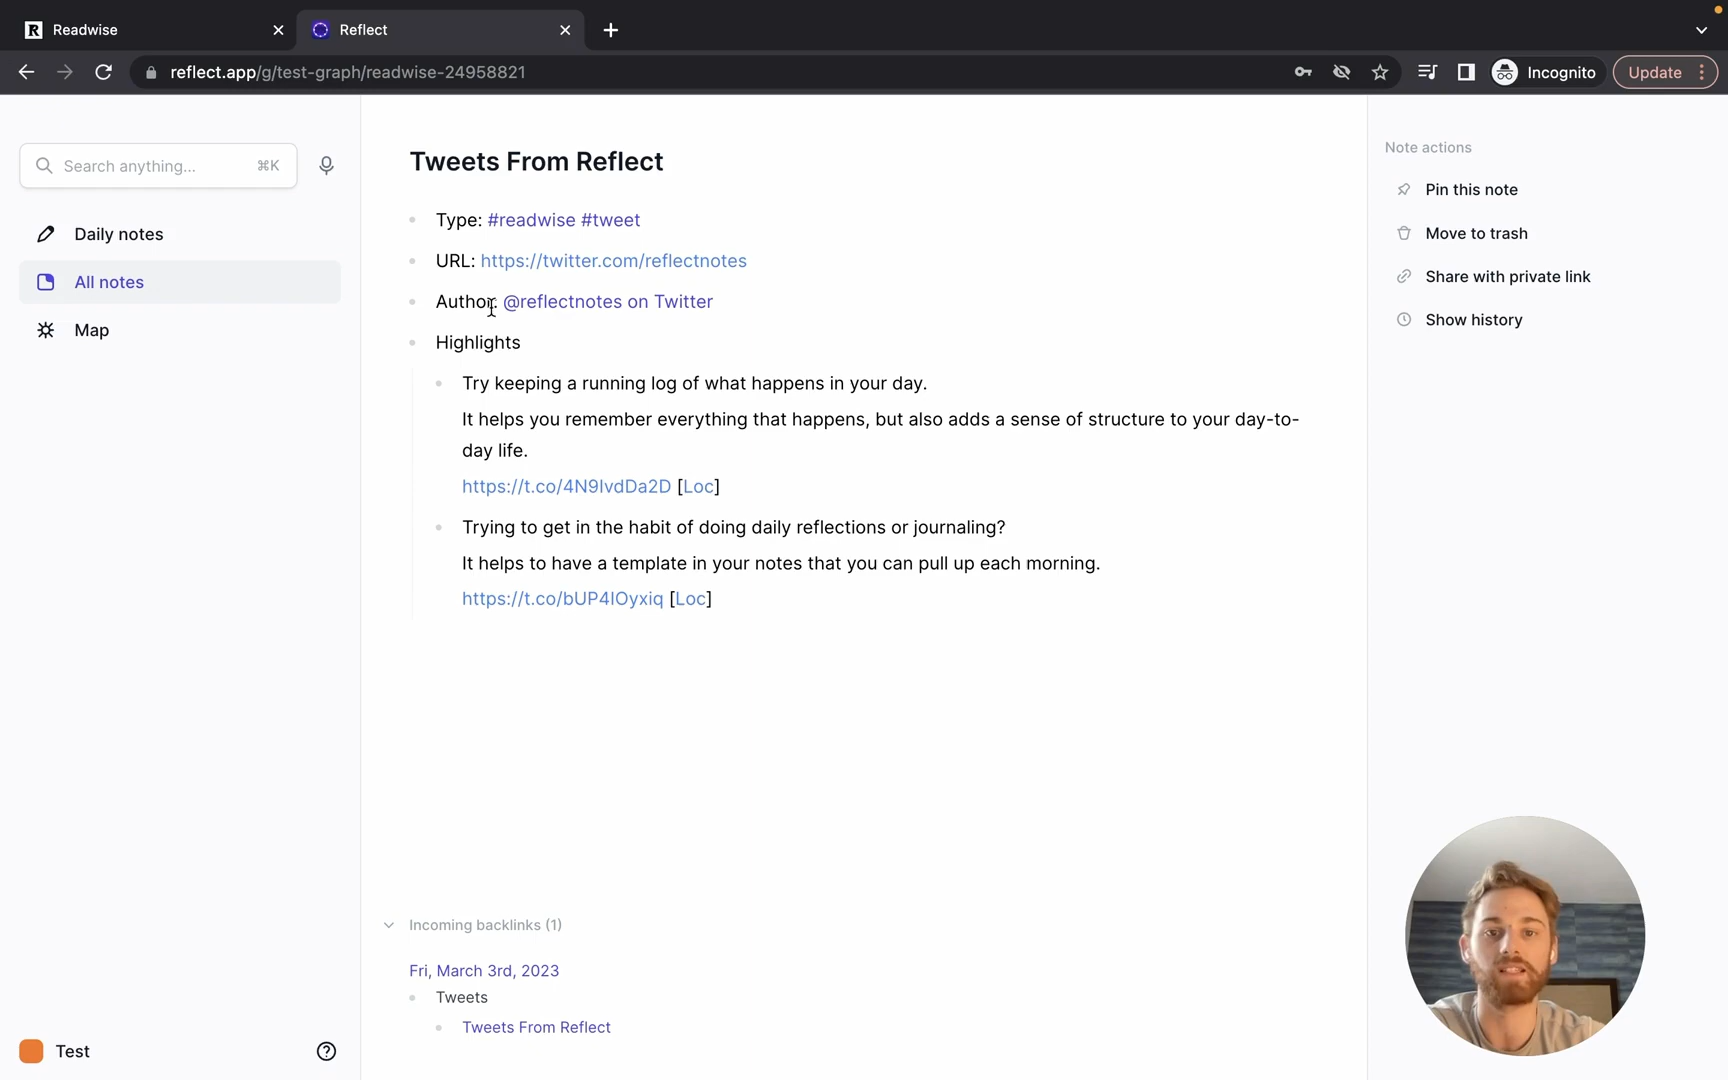 Readwise
Reflect
reflect.app/g/test-graph/readwise-24958821
Incognito
Update
Search anything... ⌘K
Daily notes
All notes
Map
Tweets From Reflect
Type: #readwise #tweet
URL: https://twitter.com/reflectnotes
Author: @reflectnotes on Twitter
Highlights
Try keeping a running log of what happens in your day.
It helps you remember everything that happens, but also adds a sense of structure to your day-to-
day life.
https://t.co/4N9IvdDa2D [Loc]
Trying to get in the habit of doing daily reflections or journaling?
It helps to have a template in your notes that you can pull up each morning.
https://t.co/bUP4lOyxiq [Loc]
Incoming backlinks (1)
Fri, March 3rd, 2023
Tweets
Tweets From Reflect
Note actions
Pin this note
Move to trash
Share with private link
Show history
Test